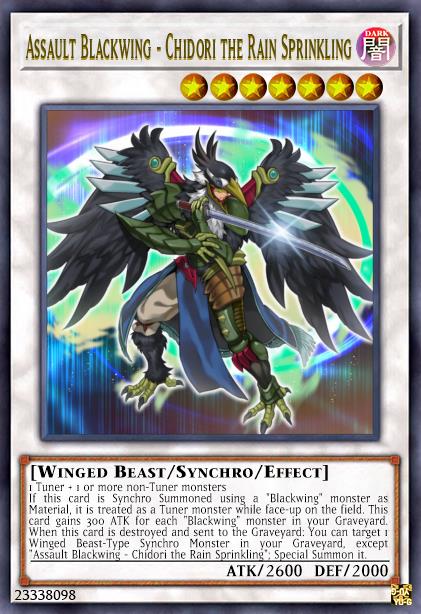 ASSAULT BLACKWING - CHIDORI THE RAIN SPRINKLING
DARK
闇
[WINGED BEAST/SYNCHRO/EFFECT]
1 Tuner + 1 or more non-Tuner monsters
If this card is Synchro Summoned using a "Blackwing" monster as
Material, it is treated as a Tuner monster while face-up on the field. This
card gains 300 ATK for each "Blackwing" monster in your Graveyard.
When this card is destroyed and sent to the Graveyard: You can target 1
Winged Beast-Type Synchro Monster in your Graveyard, except
"Assault Blackwing - Chidori the Rain Sprinkling"; Special Summon it.
ATK/2600 DEF/2000
23338098